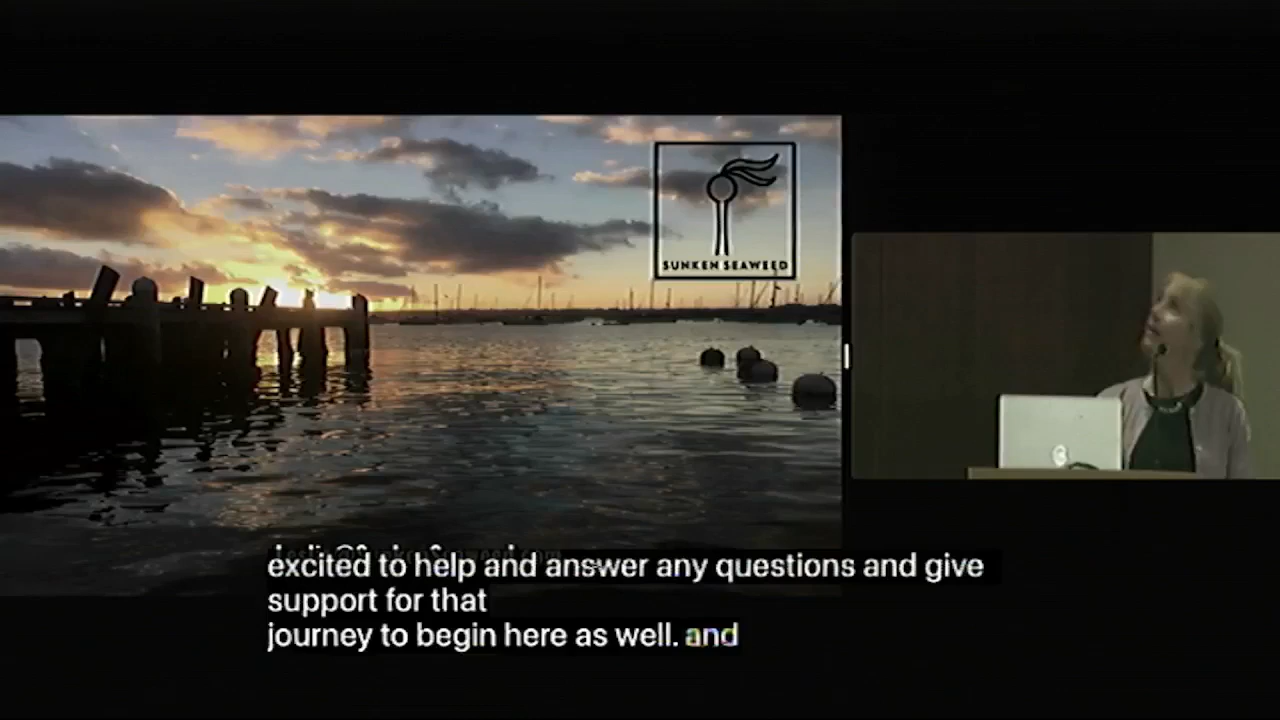 SUNKEN SEAWEED
excited to help and answer any questions and give
support for that
journey to begin here as well. and